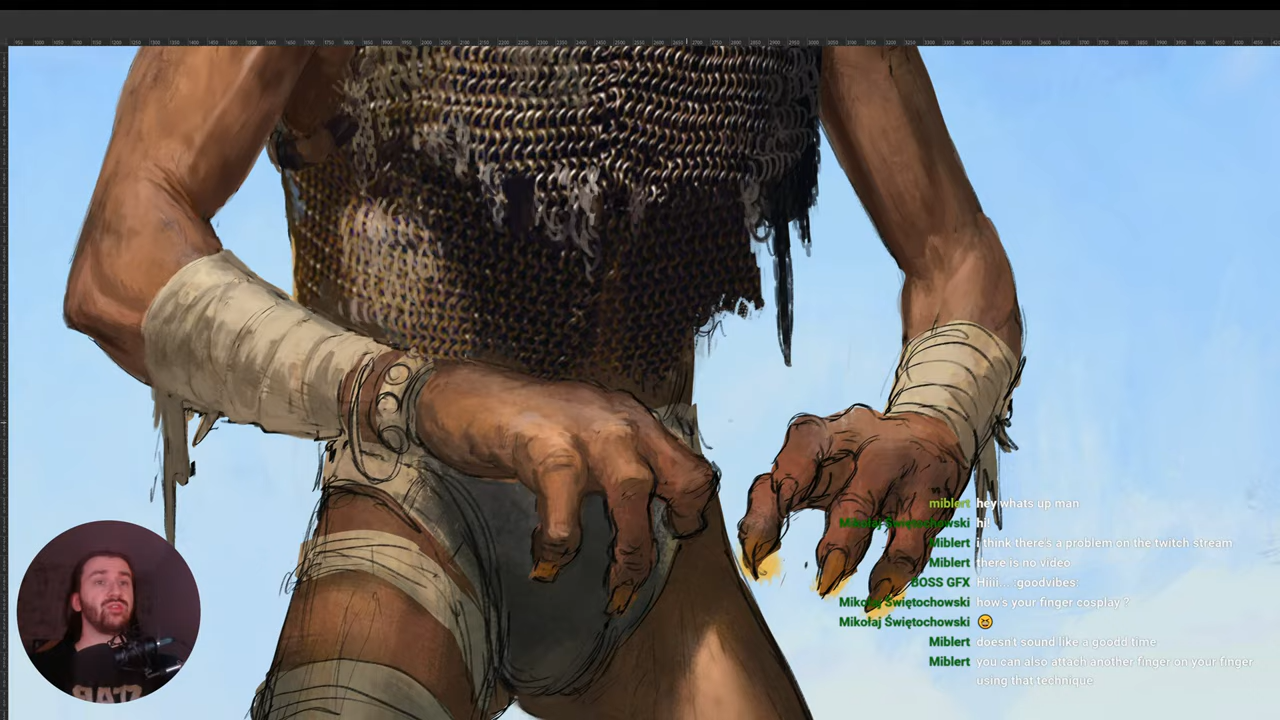 miblert hey whats up man
Mikołaj Świętochowski hi!
Miblert i think there's a problem on the twitch stream
Miblert there is no video
BOSS GFX Hiiii... :goodvibes:
Mikołaj Świętochowski how's your finger cosplay ?
Mikołaj Świętochowski 😆
Miblert doesnt sound like a goodd time
Miblert you can also attach another finger on your finger
using that technique